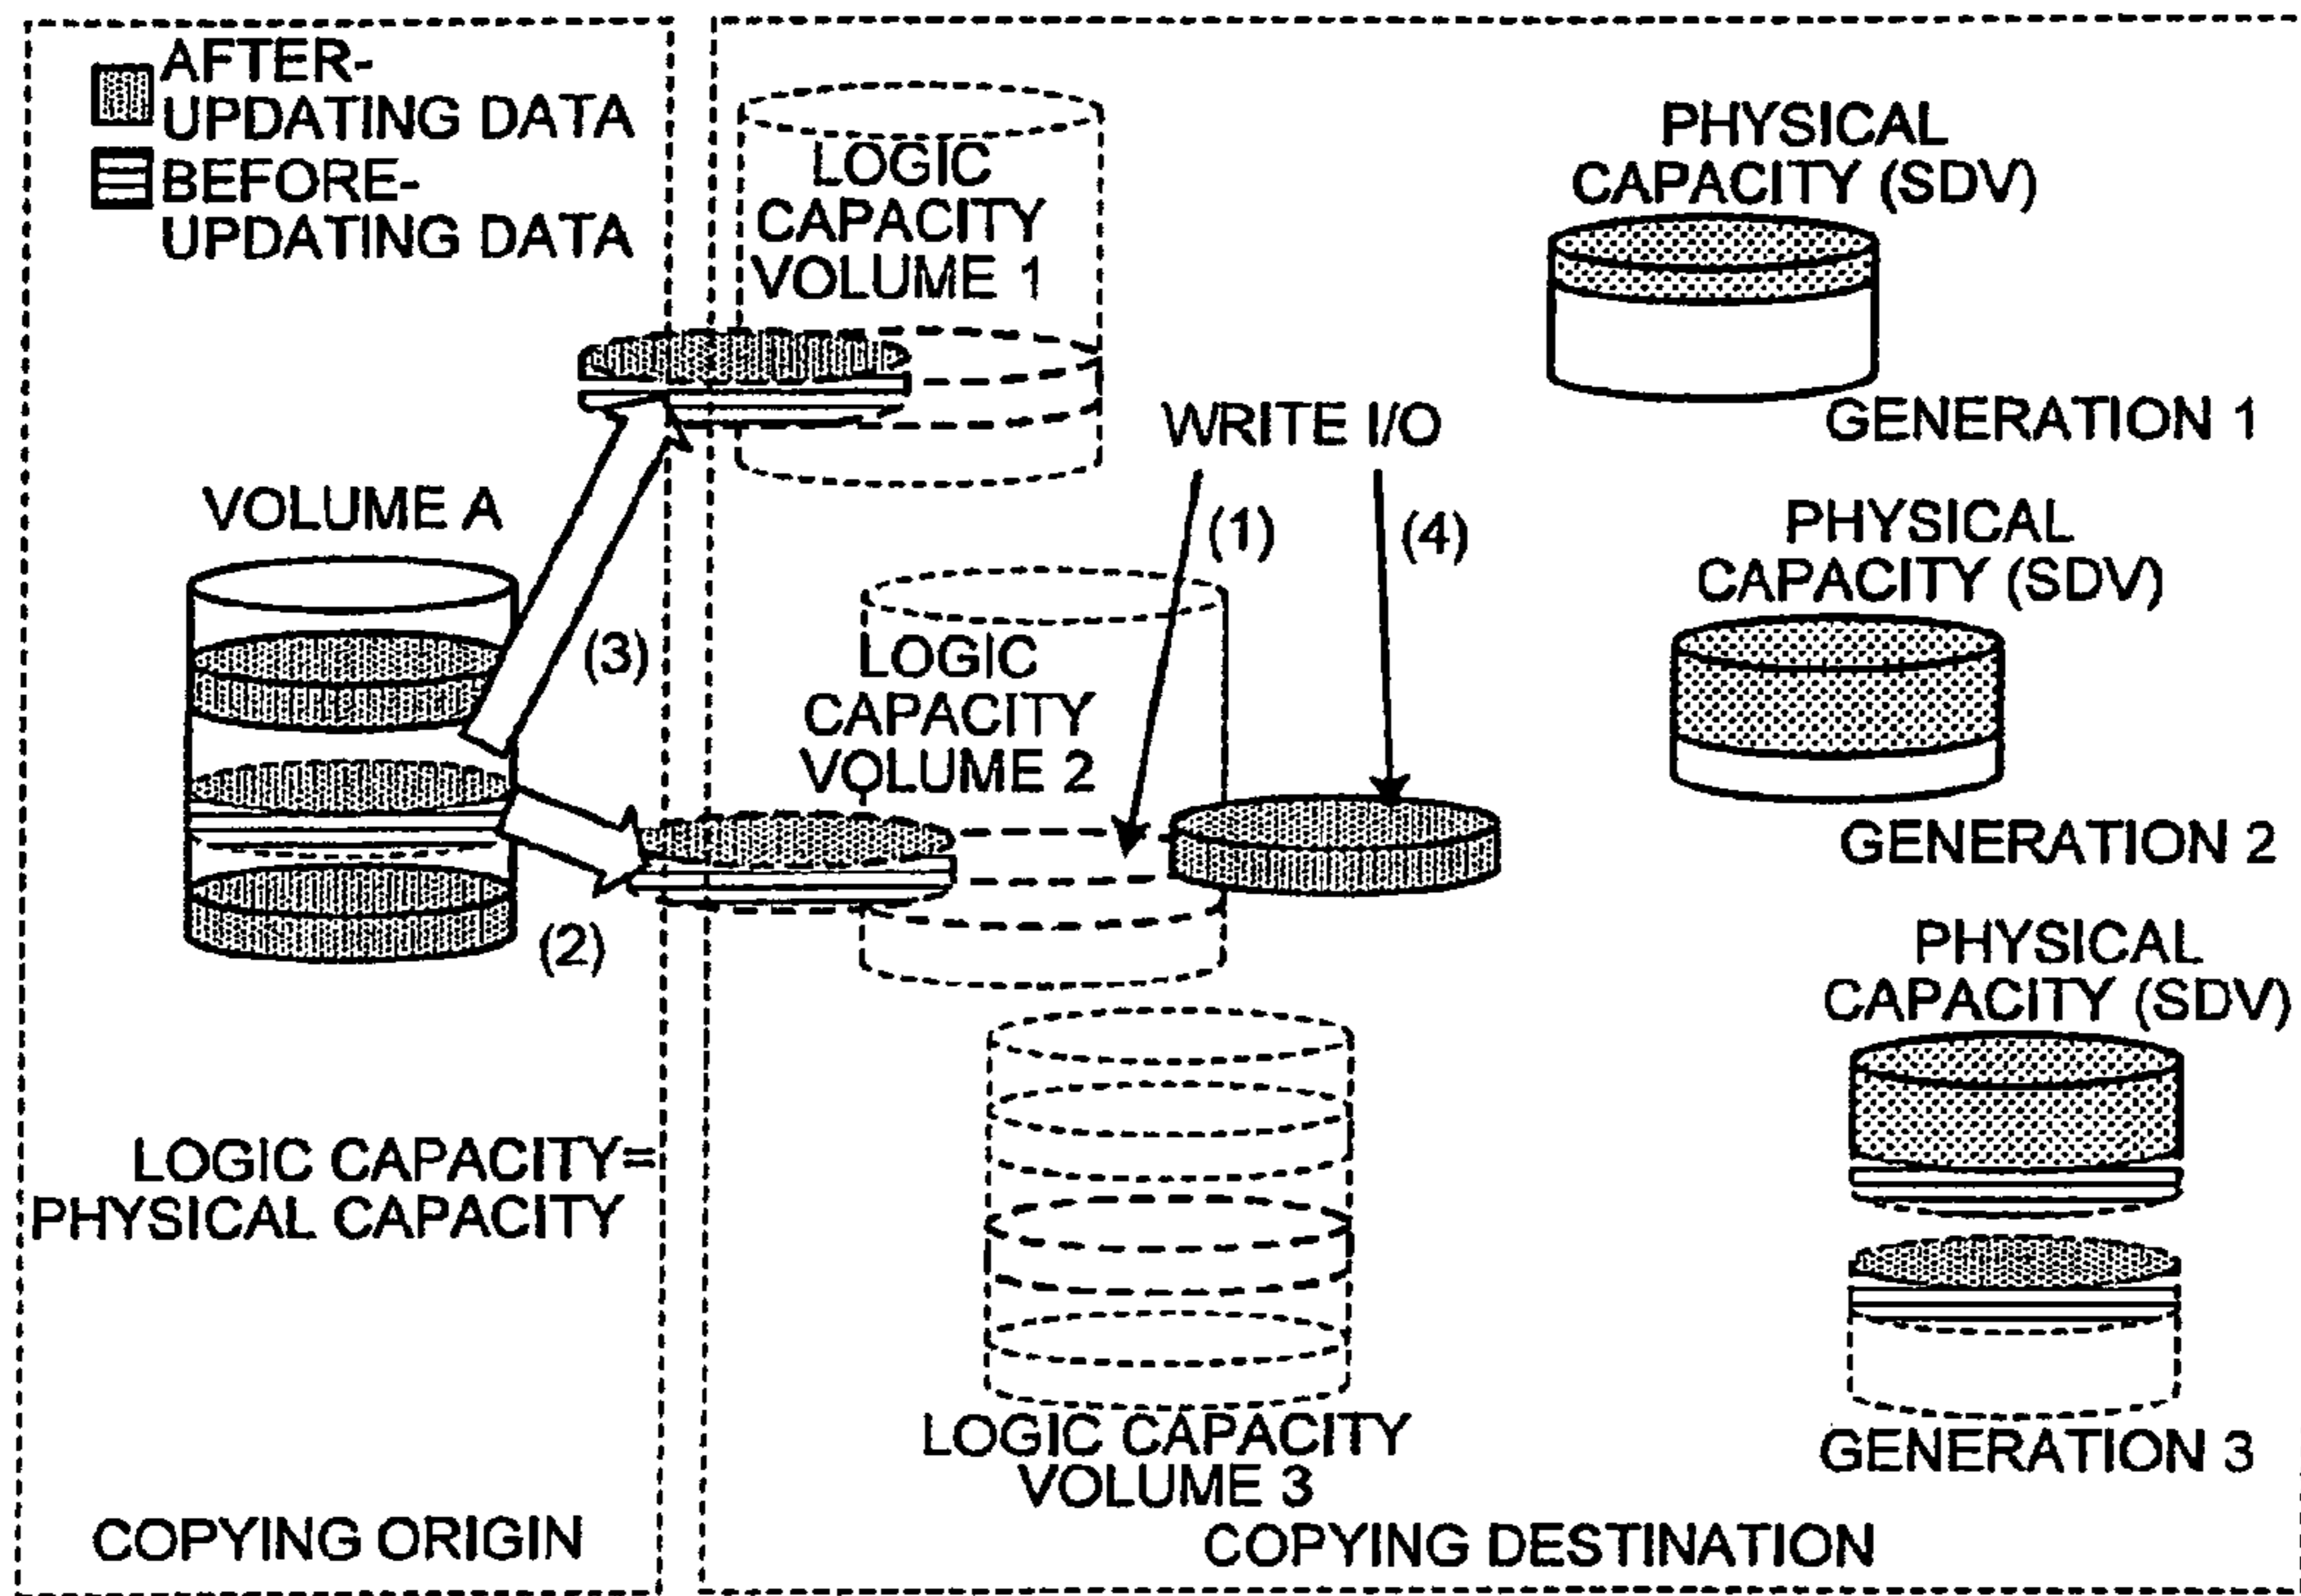 AFTER-
UPDATING DATA
BEFORE-
UPDATING DATA
VOLUME A
(3)
(2)
LOGIC CAPACITY=
PHYSICAL CAPACITY
COPYING ORIGIN
LOGIC
CAPACITY
VOLUME 1
WRITE I/O
(1)
(4)
LOGIC
CAPACITY
VOLUME 2
LOGIC CAPACITY
VOLUME 3
PHYSICAL
CAPACITY (SDV)
GENERATION 1
PHYSICAL
CAPACITY (SDV)
GENERATION 2
PHYSICAL
CAPACITY (SDV)
GENERATION 3
COPYING DESTINATION